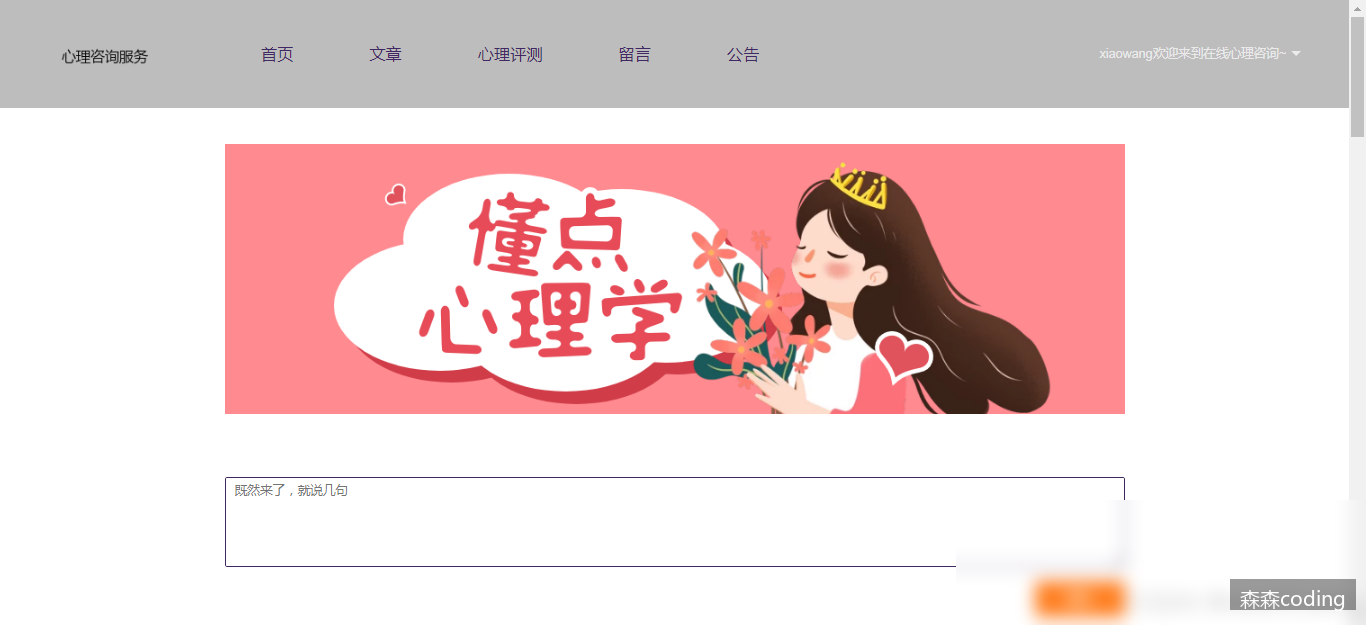 心理咨询服务
首页
文章
心理评测
留言
公告
xiaowang欢迎来到在线心理咨询~
懂点
心理学
既然来了，就说几句
森森coding